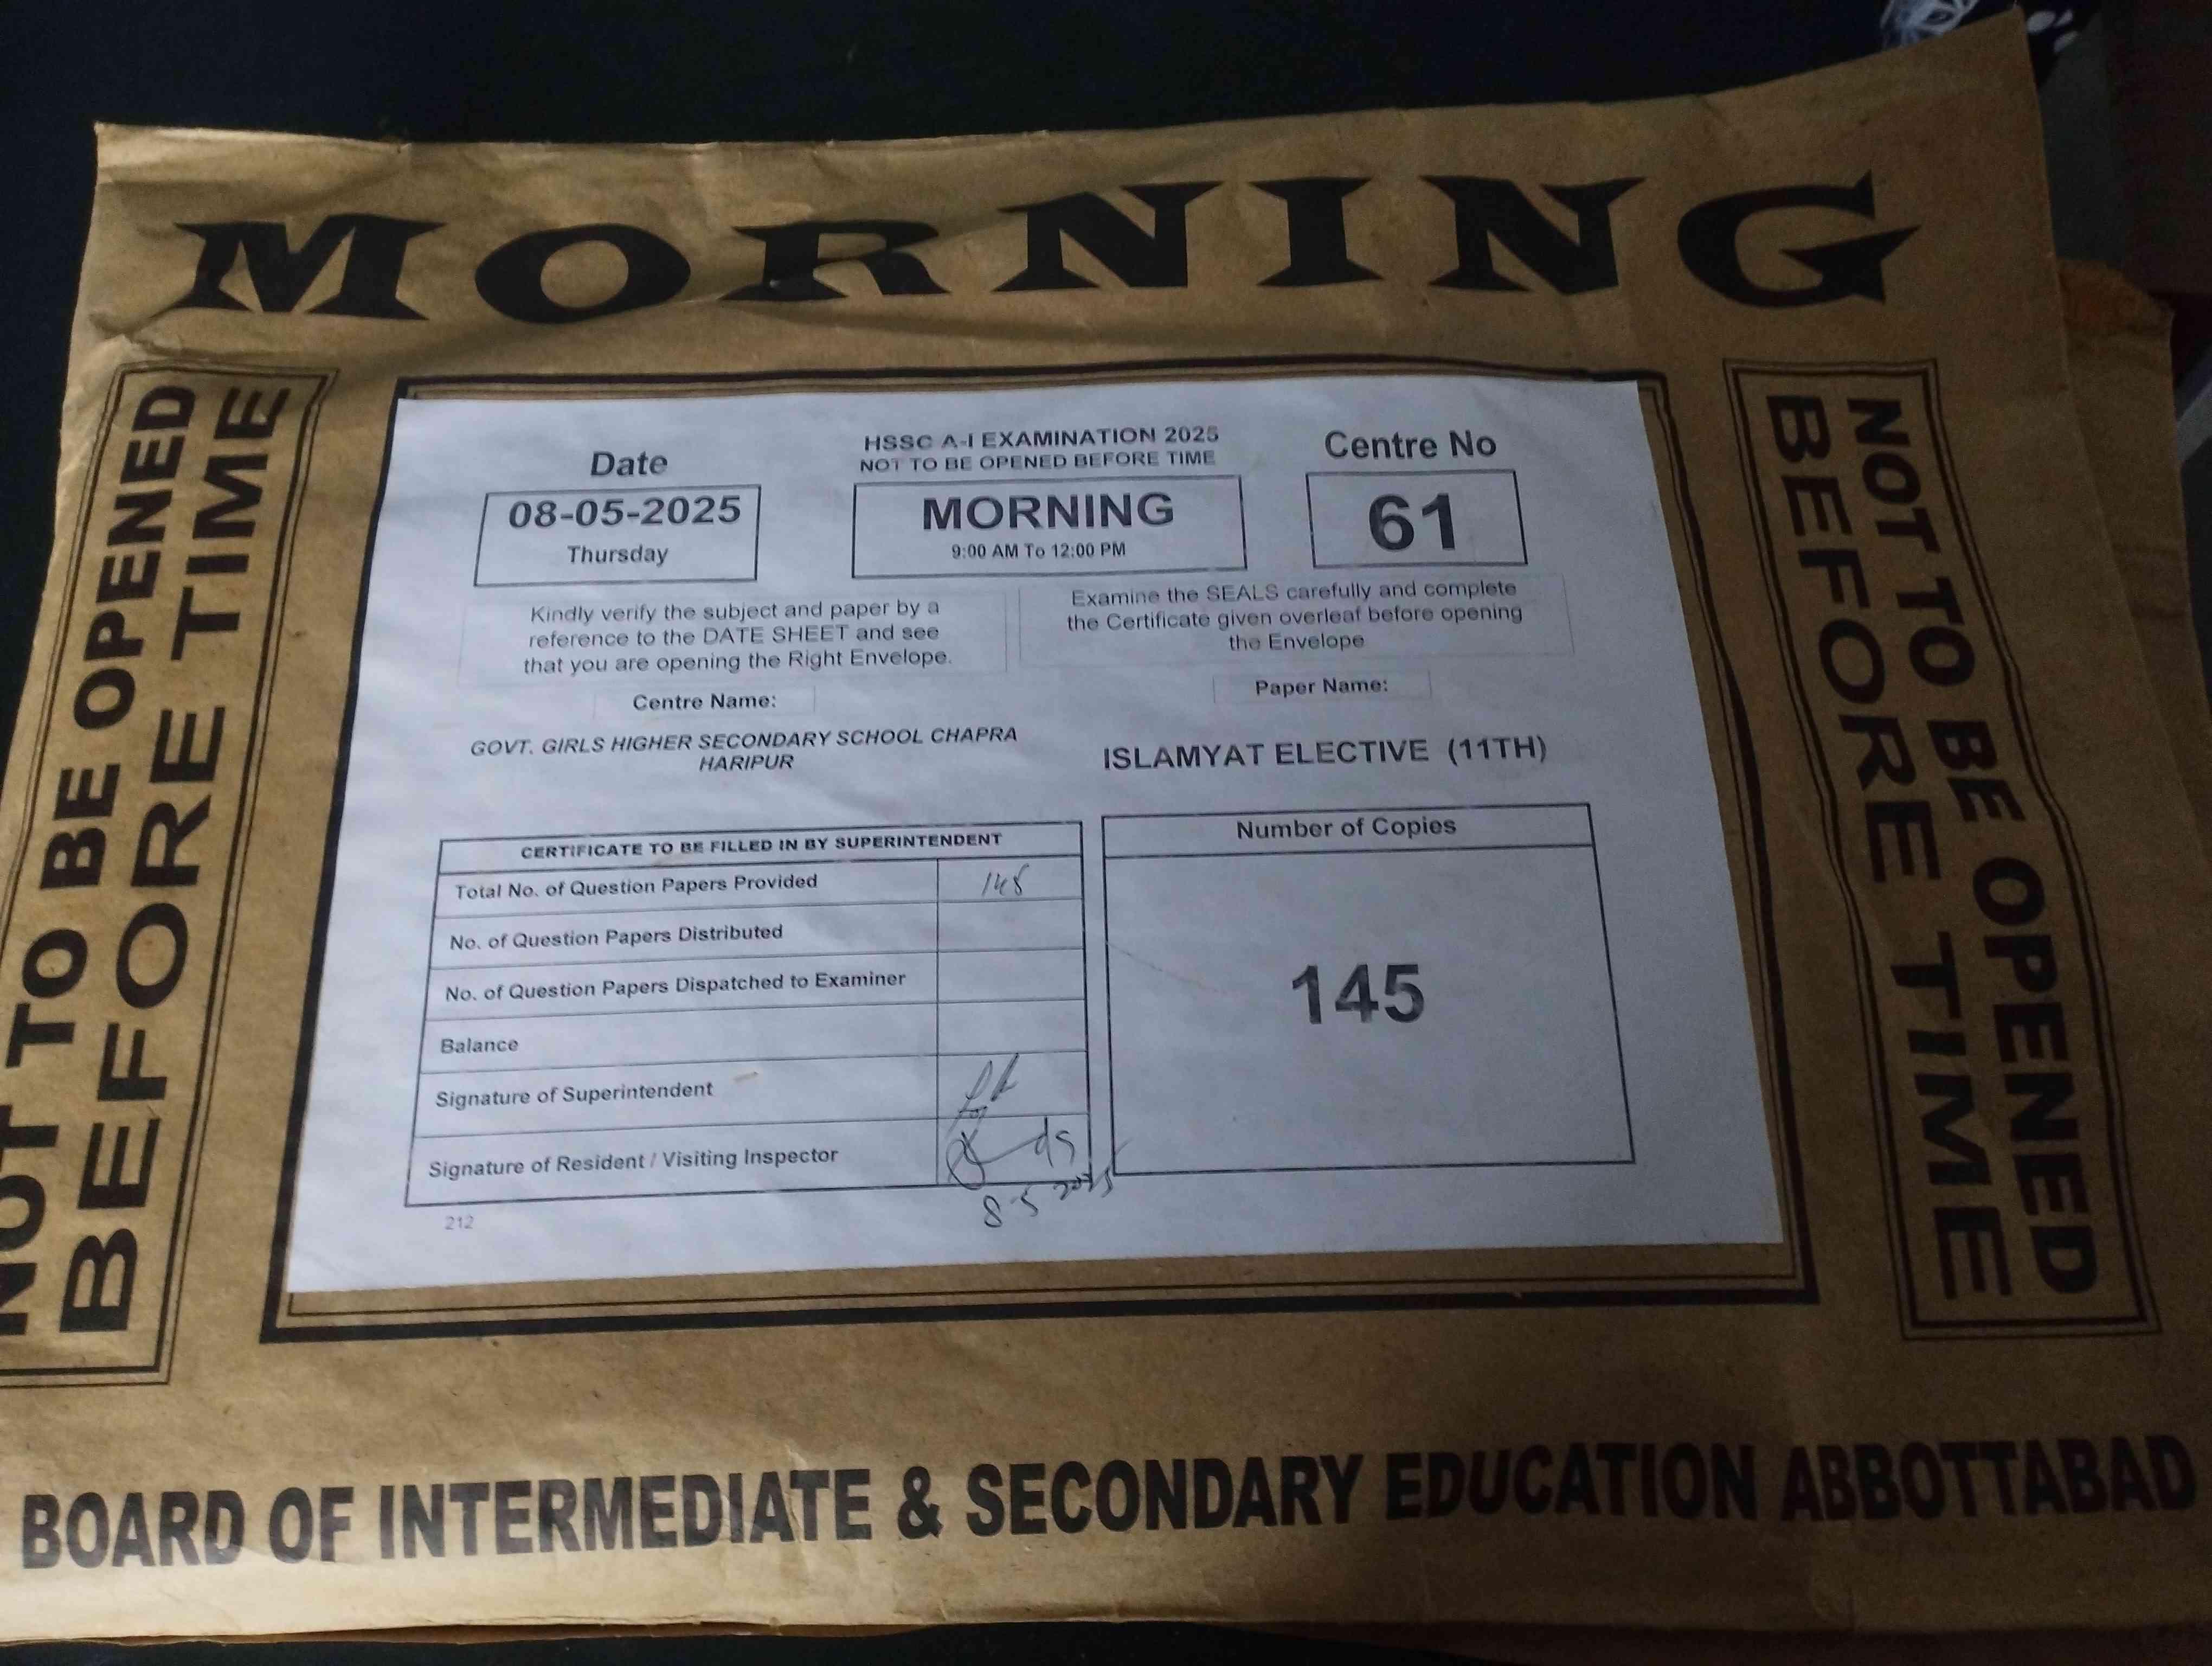 MORNING
NOT TO BE OPENED
BEFORE TIME
Date
08-05-2025
Thursday
HSSC A-I EXAMINATION 2025
NOT TO BE OPENED BEFORE TIME
MORNING
9:00 AM To 12:00 PM
Centre No
61
Kindly verify the subject and paper by a
reference to the DATE SHEET and see
that you are opening the Right Envelope.
Examine the SEALS carefully and complete
the Certificate given overleaf before opening
the Envelope
Centre Name:
GOVT. GIRLS HIGHER SECONDARY SCHOOL CHAPRA
HARIPUR
Paper Name:
ISLAMYAT ELECTIVE (11TH)
CERTIFICATE TO BE FILLED IN BY SUPERINTENDENT
Total No. of Question Papers Provided
No. of Question Papers Distributed
No. of Question Papers Dispatched to Examiner
Balance
Signature of Superintendent
Signature of Resident / Visiting Inspector
8-5 2025
212
Number of Copies
145
NOT TO BE OPENED
BEFORE TIME
BOARD OF INTERMEDIATE & SECONDARY EDUCATION ABBOTTABAD